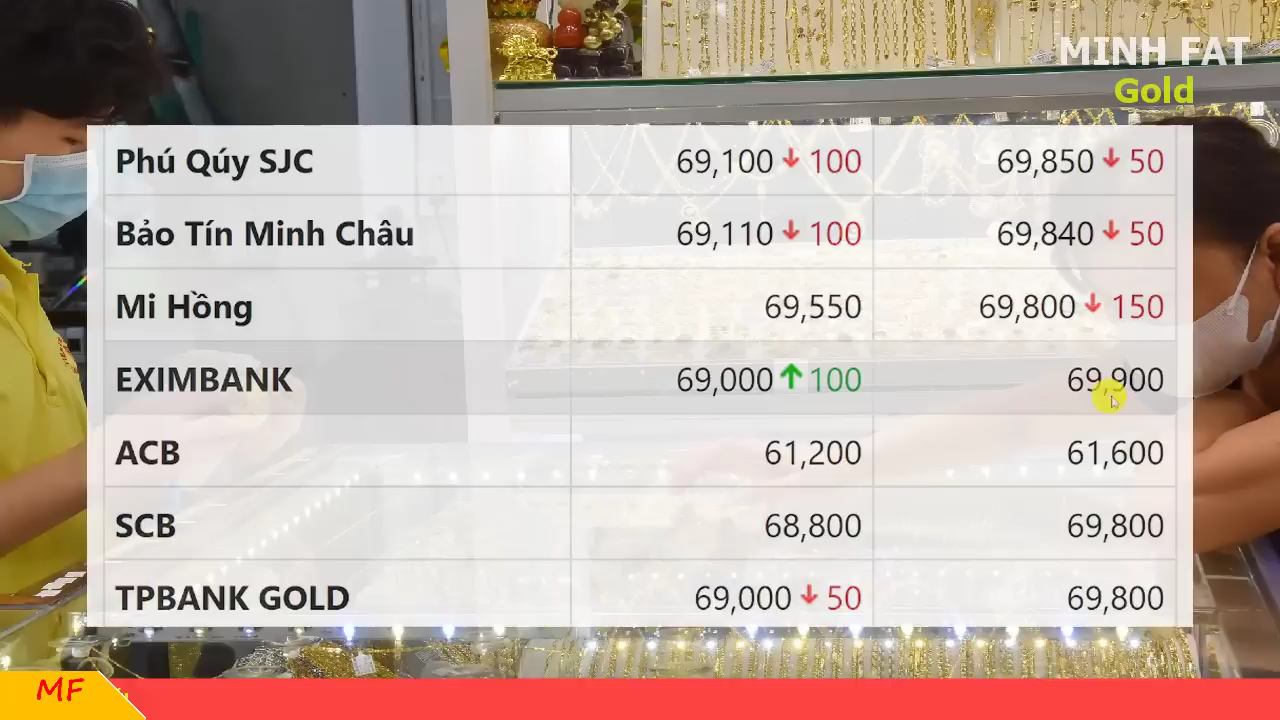 MINH FAT
Gold
Phú Qúy SJC 69,100 ↓ 100 69,850 ↓ 50
Bảo Tín Minh Châu 69,110 ↓ 100 69,840 ↓ 50
Mi Hồng 69,550 69,800 ↓ 150
EXIMBANK 69,000 ↑ 100 69,900
ACB 61,200 61,600
SCB 68,800 69,800
TPBANK GOLD 69,000 ↓ 50 69,800
MF